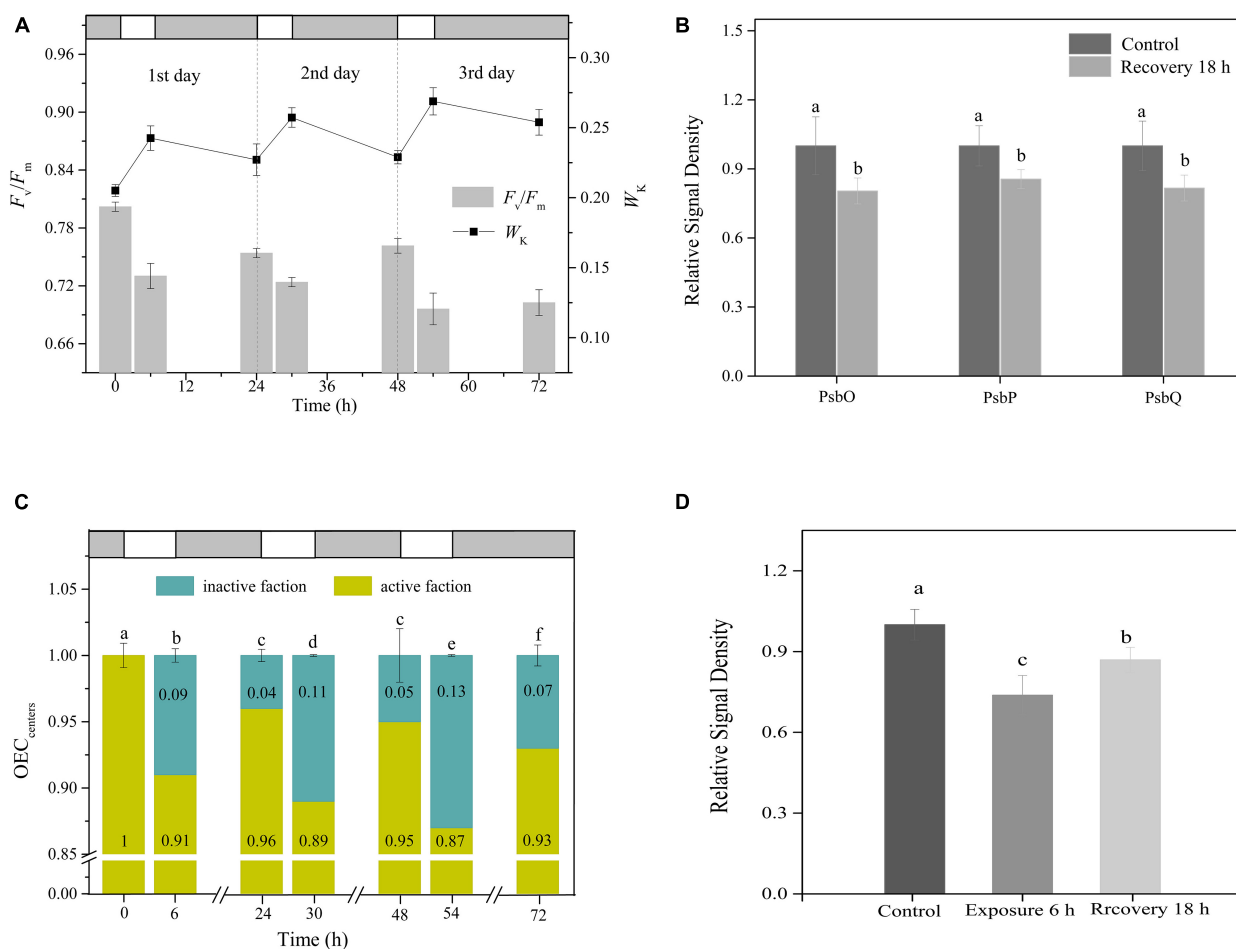 A
0.96
0.90
0.84
0.78
0.72
0.66
Fv/Fm
1st day
2nd day
3rd day
Fv/Fm
WK
0.30
0.25
0.20
0.15
0.10
WK
0
12
24
36
48
60
72
Time (h)
B
1.5
1.2
0.9
0.6
0.3
0.0
Relative Signal Density
Control
Recovery 18 h
a
b
a
b
a
b
PsbO
PsbP
PsbQ
C
1.05
1.00
0.95
0.90
0.85
0.00
OECcenters
inactive faction
active faction
a
b
c
d
c
e
f
0.09
0.04
0.11
0.05
0.13
0.07
1
0.91
0.96
0.89
0.95
0.87
0.93
0
6
24
30
48
54
72
Time (h)
D
1.2
0.9
0.6
0.3
0.0
Relative Signal Density
a
c
b
Control
Exposure 6 h
Rrcovery 18 h